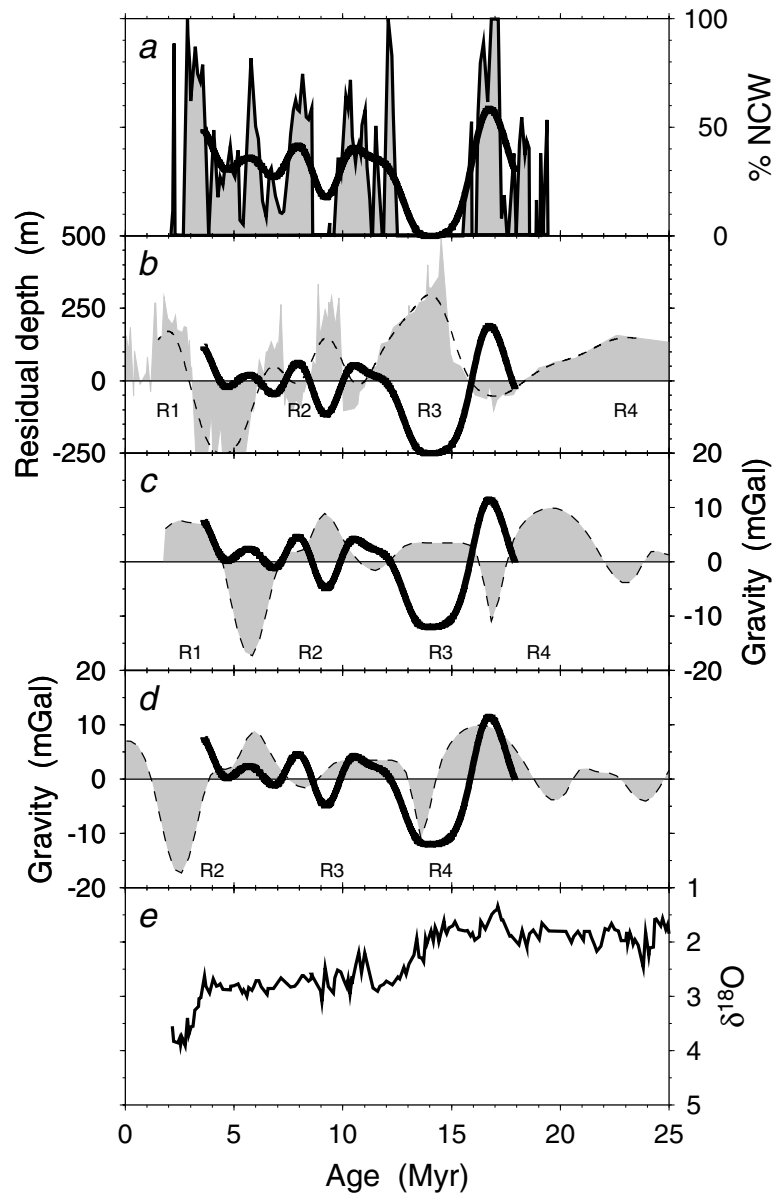 a
100
50
0
% NCW
b
500
250
0
-250
Residual depth (m)
R1
R2
R3
R4
c
20
10
0
-10
-20
Gravity (mGal)
R1
R2
R3
R4
d
20
10
0
-10
-20
Gravity (mGal)
R2
R3
R4
e
1
2
3
4
5
δ18O
0
5
10
15
20
25
Age (Myr)